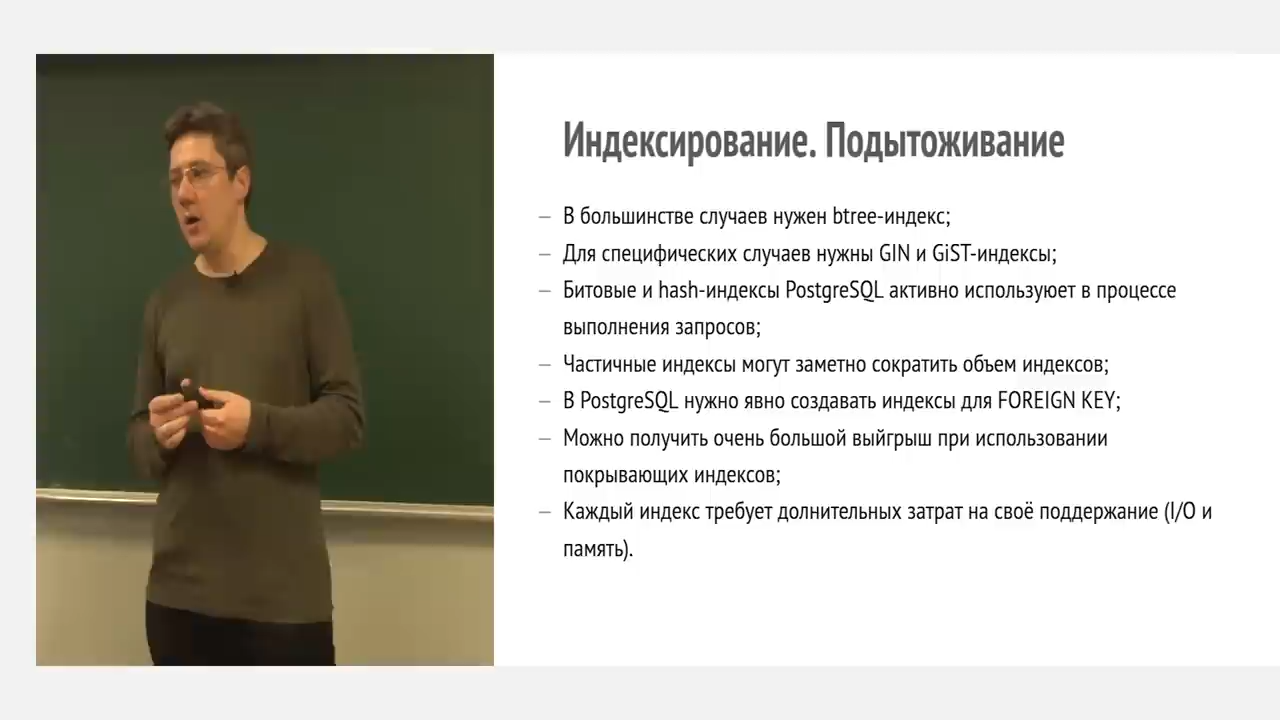 Индексирование. Подытоживание
– В большинстве случаев нужен btree-индекс;
– Для специфических случаев нужны GIN и GiST-индексы;
– Битовые и hash-индексы PostgreSQL активно используюет в процессе
выполнения запросов;
– Частичные индексы могут заметно сократить объем индексов;
– В PostgreSQL нужно явно создавать индексы для FOREIGN KEY;
– Можно получить очень большой выйгрыш при использовании
покрывающих индексов;
– Каждый индекс требует долнительных затрат на своё поддержание (I/O и
память).